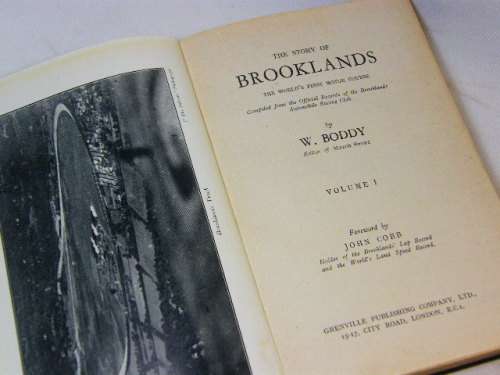 THE STORY OF
BROOKLANDS
THE WORLD'S FIRST MOTOR COURSE
Compiled from the Official Records of the Brooklands
Automobile Racing Club
by
W. BODDY
Editor of MOTOR SPORT
VOLUME I
Foreword by
JOHN COBB
Holder of the Brooklands' Lap Record
and the World's Land Speed Record.
GRENVILLE PUBLISHING COMPANY, LTD.,
15-17, CITY ROAD, LONDON, E.C.1.
Brooklands Track